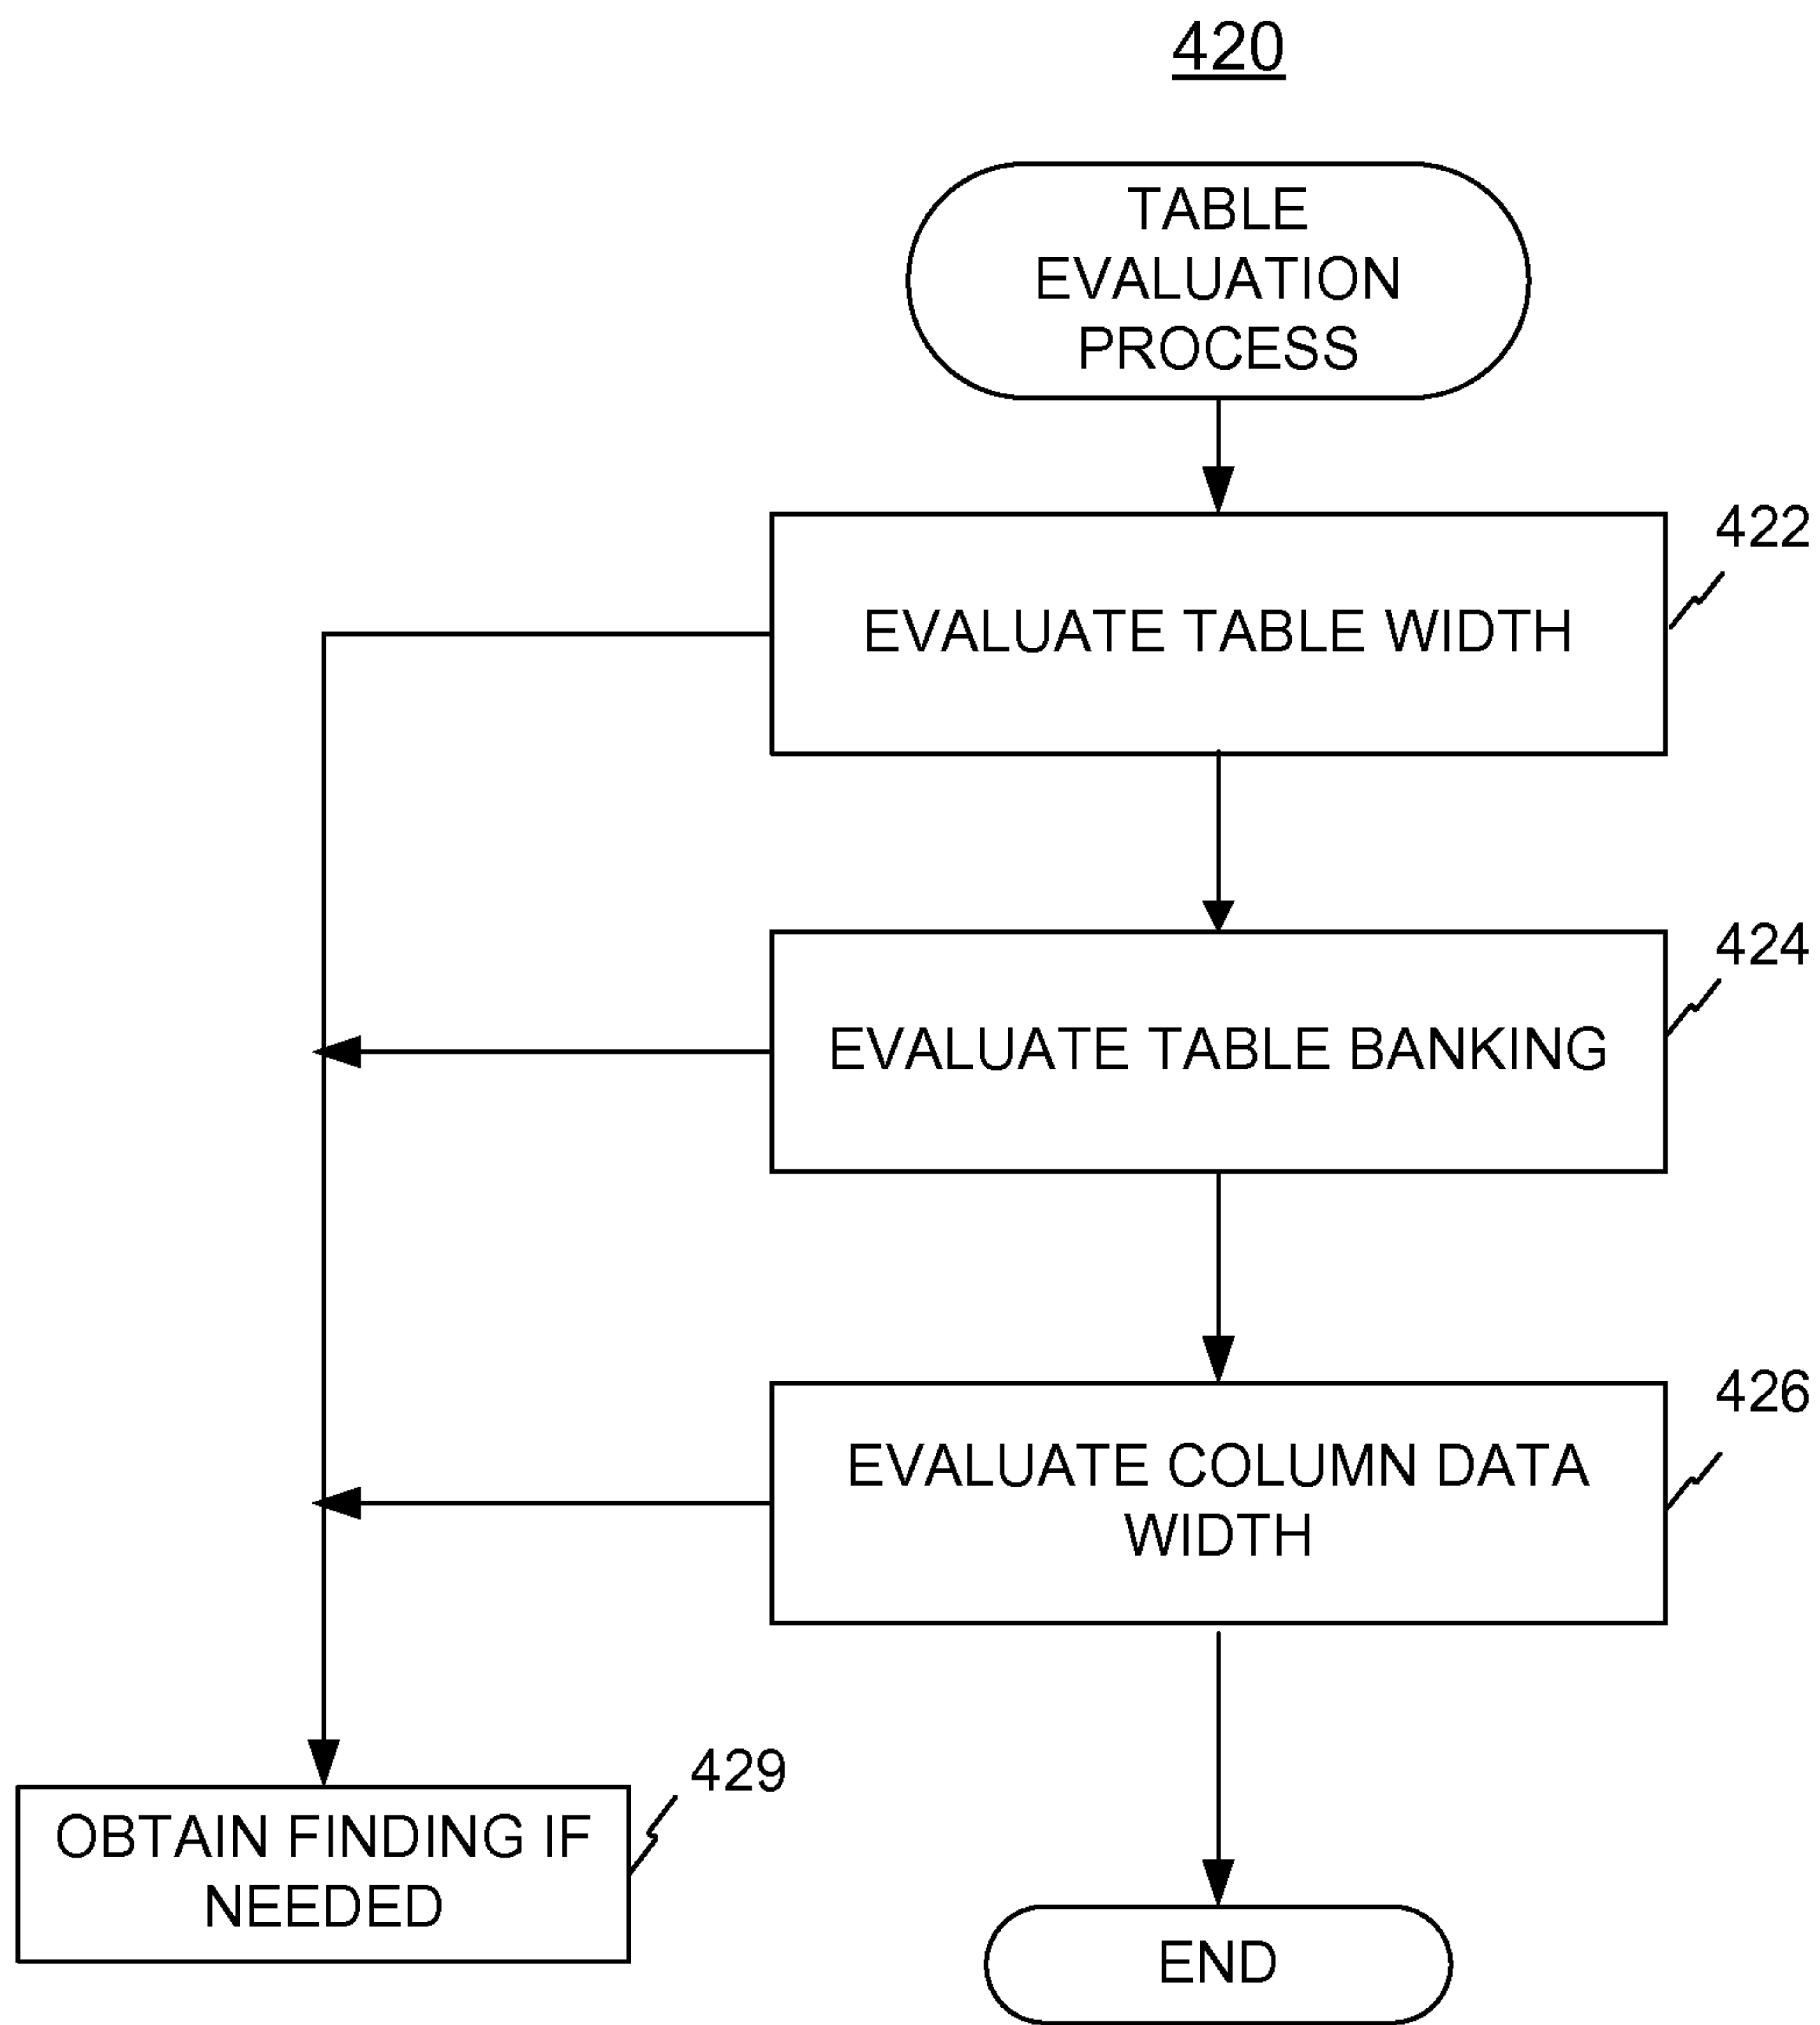 420
TABLE
EVALUATION
PROCESS
422
EVALUATE TABLE WIDTH
424
EVALUATE TABLE BANKING
426
EVALUATE COLUMN DATA
WIDTH
429
OBTAIN FINDING IF
NEEDED
END